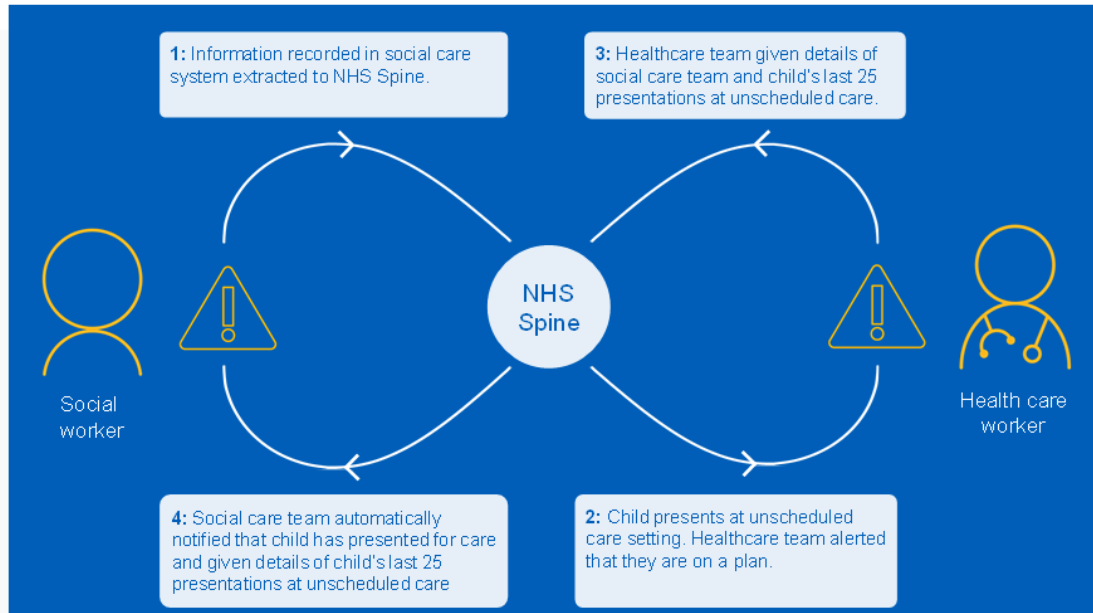 1: Information recorded in social care
system extracted to NHS Spine.
3: Healthcare team given details of
social care team and child's last 25
presentations at unscheduled care.
NHS
Spine
Social
worker
Health care
worker
4: Social care team automatically
notified that child has presented for care
and given details of child's last 25
presentations at unscheduled care
2: Child presents at unscheduled
care setting. Healthcare team alerted
that they are on a plan.